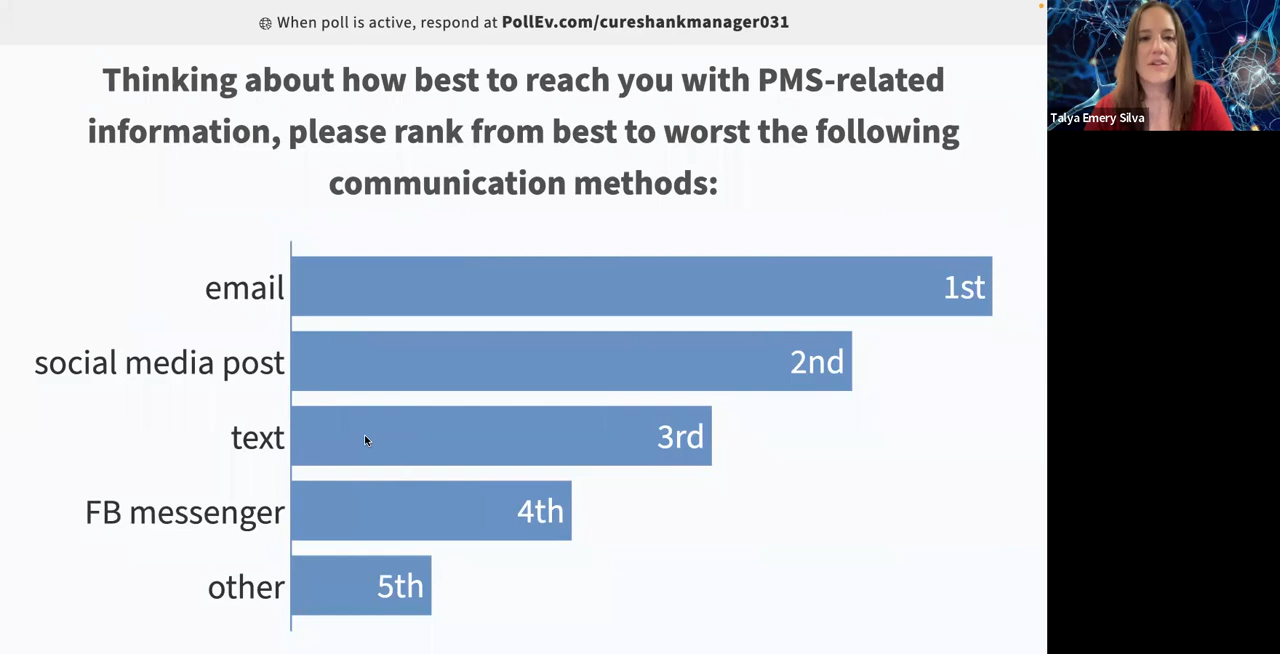 When poll is active, respond at PollEv.com/cureshankmanager031
Thinking about how best to reach you with PMS-related
information, please rank from best to worst the following
communication methods:
email 1st
social media post 2nd
text 3rd
FB messenger 4th
other 5th
Talya Emery Silva